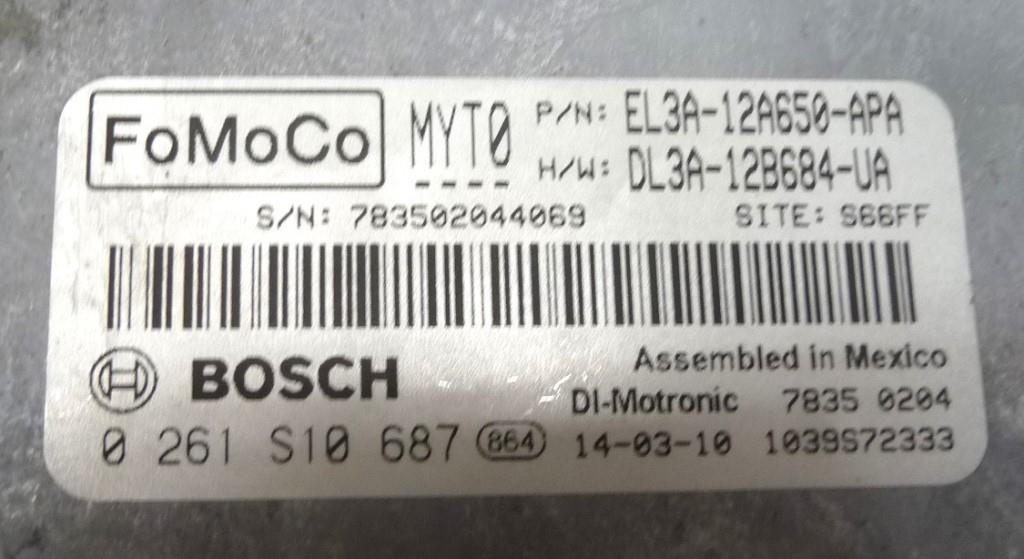 FoMoCo MYT0 P/N: EL3A-12A650-APA
H/W: DL3A-12B684-UA
S/N: 783502044069 SITE: S66FF
BOSCH Assembled in Mexico
DI-Motronic 7835 0204
0 261 S10 687 864 14-03-10 1039S72333